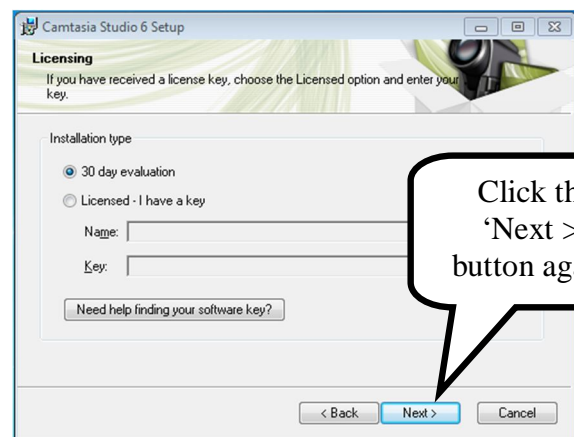 Camtasia Studio 6 Setup
Licensing
If you have received a license key, choose the Licensed option and enter your
key.
Installation type
30 day evaluation
Licensed - I have a key
Name:
Key:
Need help finding your software key?
Click
'Next >
button
< Back
Next >
Cancel